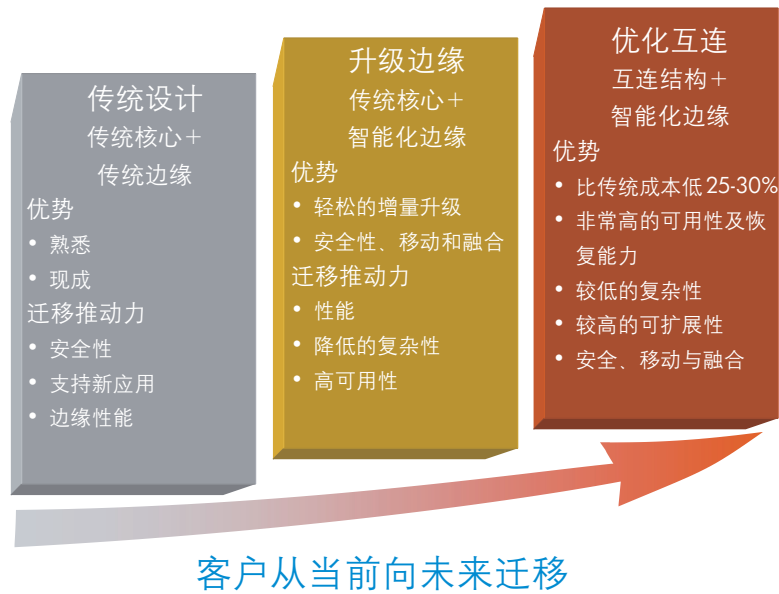 传统设计
传统核心＋
传统边缘
优势
• 熟悉
• 现成
迁移推动力
• 安全性
• 支持新应用
• 边缘性能
升级边缘
传统核心＋
智能化边缘
优势
• 轻松的增量升级
• 安全性、移动和融合
迁移推动力
• 性能
• 降低的复杂性
• 高可用性
优化互连
互连结构＋
智能化边缘
优势
• 比传统成本低 25-30%
• 非常高的可用性及恢
复能力
• 较低的复杂性
• 较高的可扩展性
• 安全、移动与融合
客户从当前向未来迁移